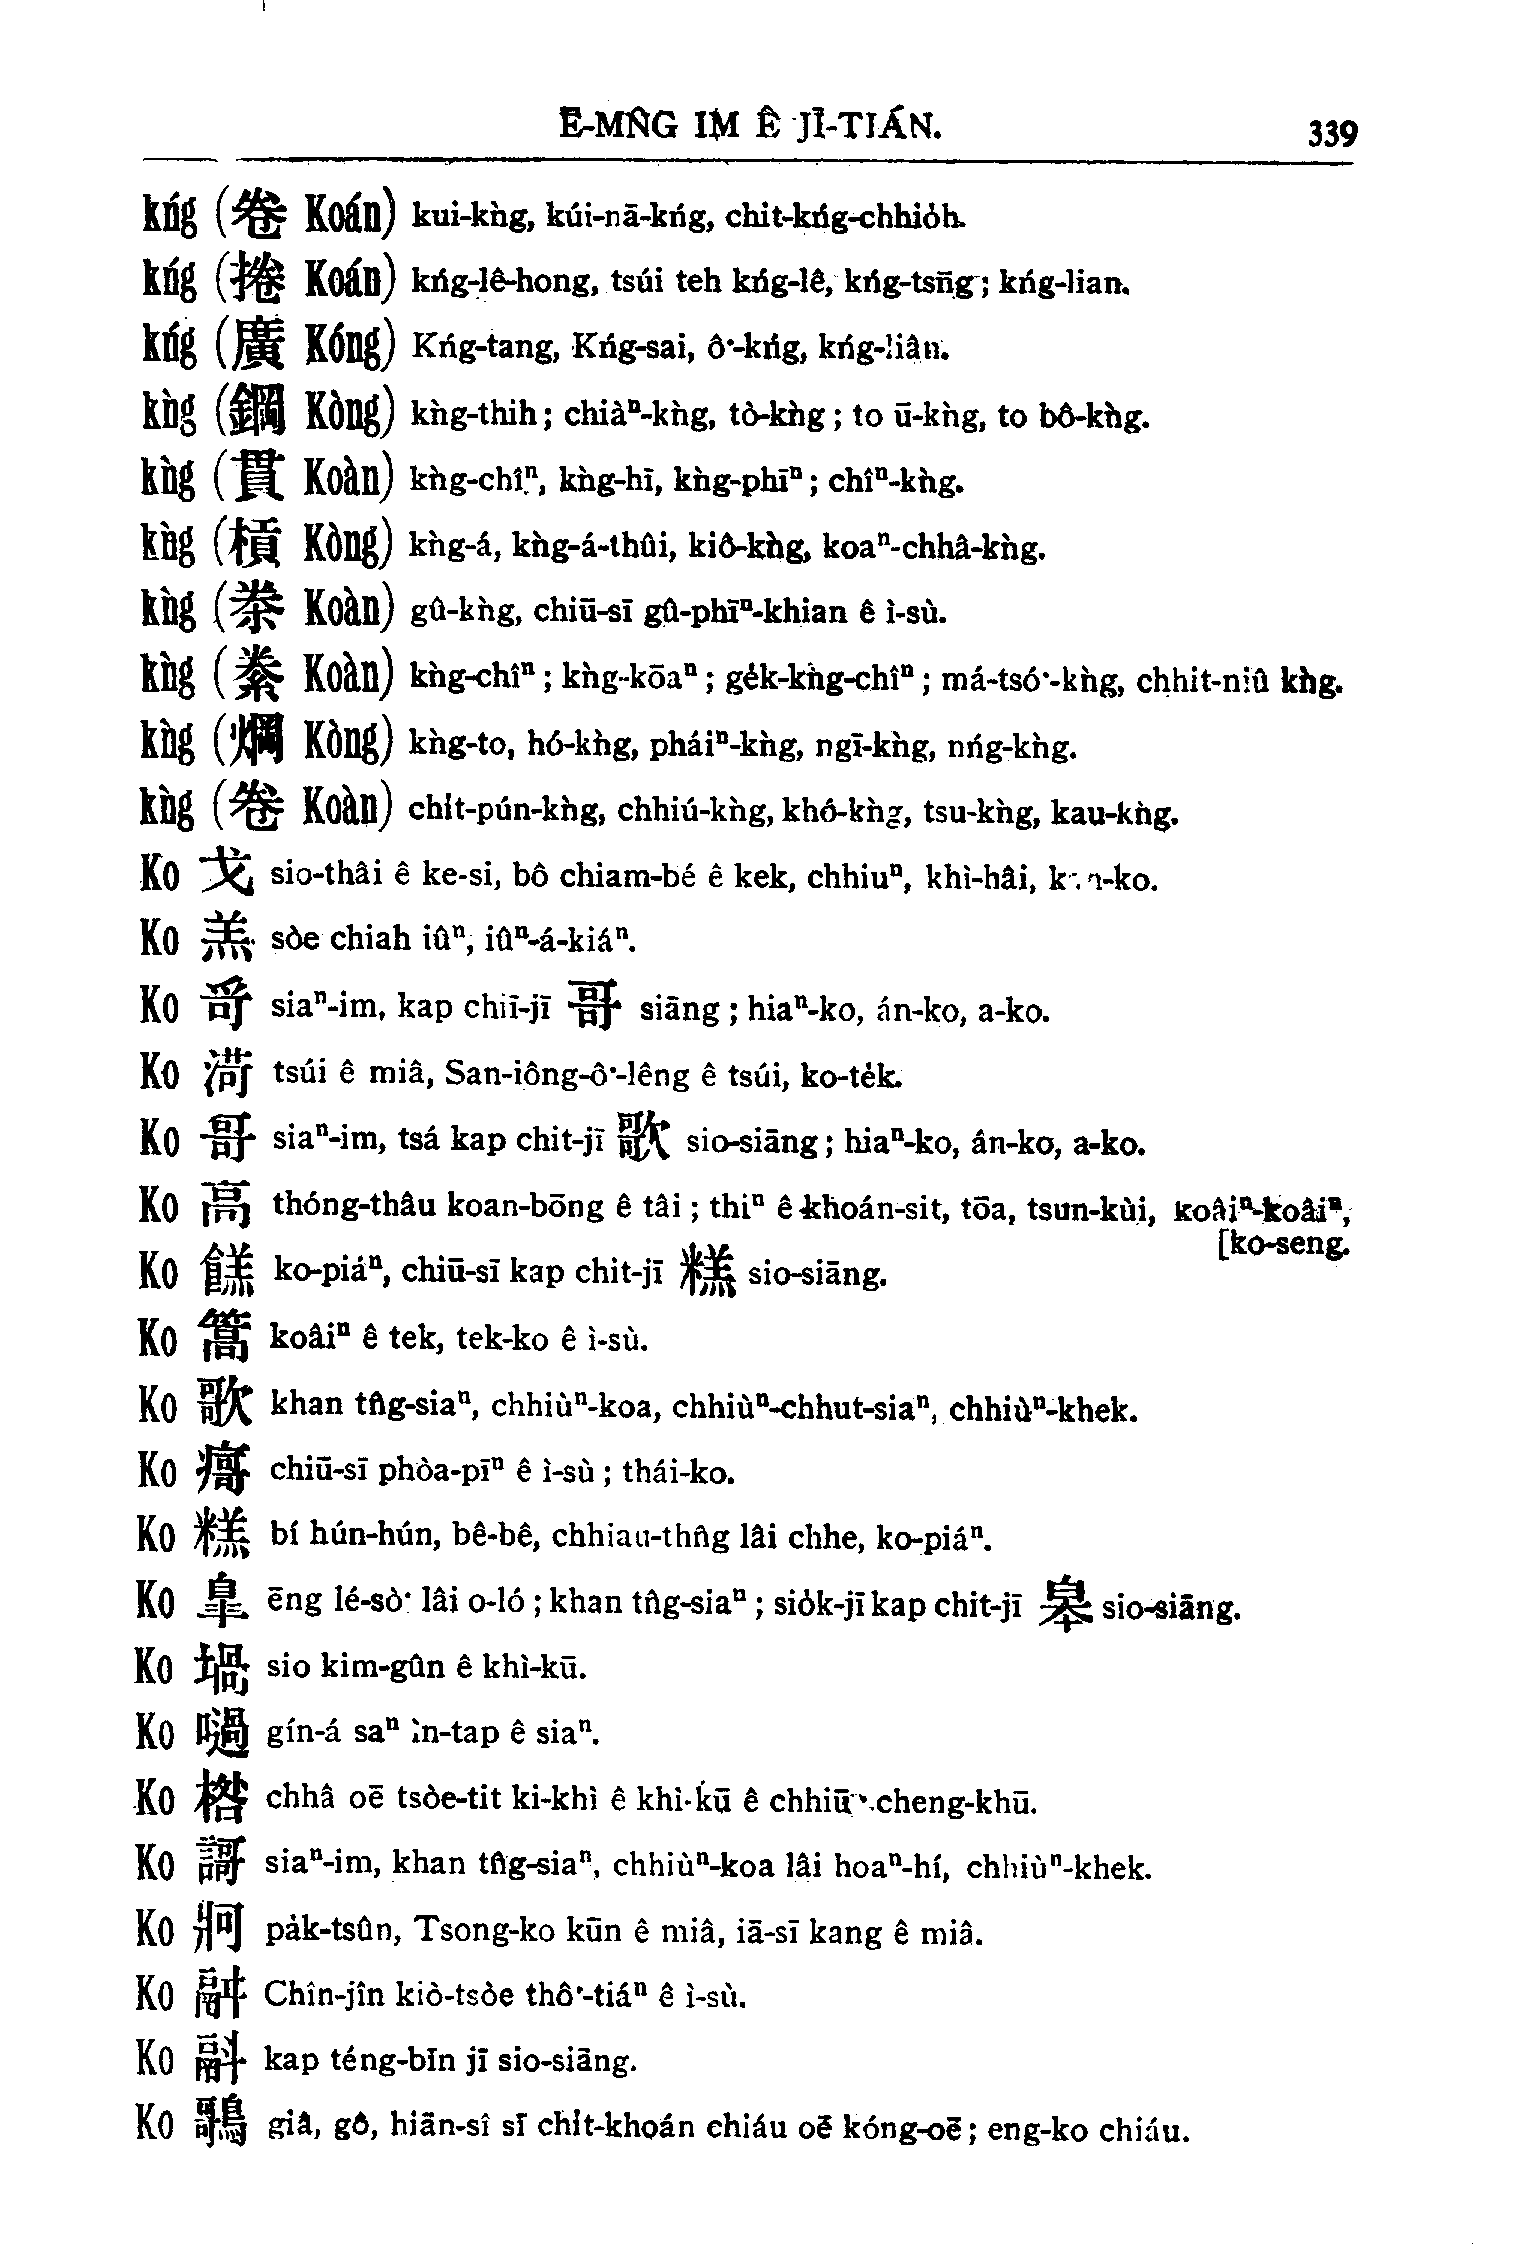 Ē-MN̂G IM Ê JĪ-TIÁN. 339
kńg (卷 Koán) kui-kǹg, kúi-nā-kńg, chit-kńg-chhio̍h.
kńg (捲 Koán) kńg-lê-hong, tsúi teh kńg-lê, kńg-tsn̄g; kńg-lian.
kńg (廣 Kóng) Kńg-tang, Kńg-sai, ô͘-kńg, kńg-liân.
kǹg (鋼 Kòng) kǹg-thih; chiàⁿ-kǹg, tò-kǹg; to ū-kǹg, to bô-kǹg.
kǹg (貫 Koàn) kǹg-chîⁿ, kǹg-hī, kǹg-phīⁿ; chîⁿ-kǹg.
kǹg (槓 Kòng) kǹg-á, kǹg-á-thûi, kiô-kǹg, koaⁿ-chhâ-kǹg.
kǹg (桊 Koàn) gû-kǹg, chiū-sī gû-phīⁿ-khian ê ì-sù.
kǹg (絭 Koàn) kǹg-chîⁿ; kǹg-kōaⁿ; ge̍k-kǹg-chîⁿ; má-tsó͘-kǹg, chhit-niû kǹg.
kǹg (焵 Kòng) kǹg-to, hó-kǹg, pháiⁿ-kǹg, ngī-kǹg, nńg-kǹg.
kǹg (卷 Koàn) chi̍t-pún-kǹg, chhiú-kǹg, khó-kǹg, tsu-kǹg, kau-kǹg.
Ko 戈 sio-thâi ê ke-si, bô chiam-bé ê kek, chhiuⁿ, khì-hâi, -ko.
Ko 羔 sòe chiah iûⁿ, iûⁿ-á-kiáⁿ.
Ko 哥 siaⁿ-im, kap chit-jī 哥 siāng; hiaⁿ-ko, án-ko, a-ko.
Ko 渮 tsúi ê miâ, San-iông-ô͘-lêng ê tsúi, ko-te̍k.
Ko 哥 siaⁿ-im, tsá kap chit-jī 歌 sio-siāng; hiaⁿ-ko, ân-ko, a-ko.
Ko 高 thóng-thâu koan-bōng ê tâi; thiⁿ ê khoán-sit, tōa, tsun-kùi, koâiⁿ-koâiⁿ,
[ko-seng.
Ko 餻 ko-piáⁿ, chiū-sī kap chit-jī 糕 sio-siāng.
Ko 篙 koâiⁿ ê tek, tek-ko ê ì-sù.
Ko 歌 khan tn̂g-siaⁿ, chhiùⁿ-koa, chhiùⁿ-chhut-siaⁿ, chhiùⁿ-khek.
Ko 𤺥 chiū-sī phòa-pīⁿ ê ì-sù; thái-ko.
Ko 糕 bí hún-hún, bê-bê, chhiau-thn̂g lâi chhe, ko-piáⁿ.
Ko 皐 ēng lé-sò͘ lâi o-ló; khan tn̂g-siaⁿ; sio̍k-jī kap chit-jī 皋 sio-siāng.
Ko 堝 sio kim-gûn ê khì-kū.
Ko 嘓 gín-á saⁿ ìn-tap ê siaⁿ.
Ko chhâ oē tsòe-tit ki-khì ê khì-kū ê chhiū, cheng-khū.
Ko 謌 siaⁿ-im, khan tn̂g-siaⁿ, chhiùⁿ-koa lâi hoaⁿ-hí, chhiùⁿ-khek.
Ko 牁 pa̍k-tsûn, Tsong-ko kūn ê miâ, iā-sī kang ê miâ.
Ko Chîn-jîn kiò-tsòe thô͘-tiáⁿ ê ì-sù.
Ko kap téng-bīn jī sio-siāng.
Ko 鷎 giâ, gô, hiān-sî sī chi̍t-khoán chiáu oē kóng-oē; eng-ko chiáu.